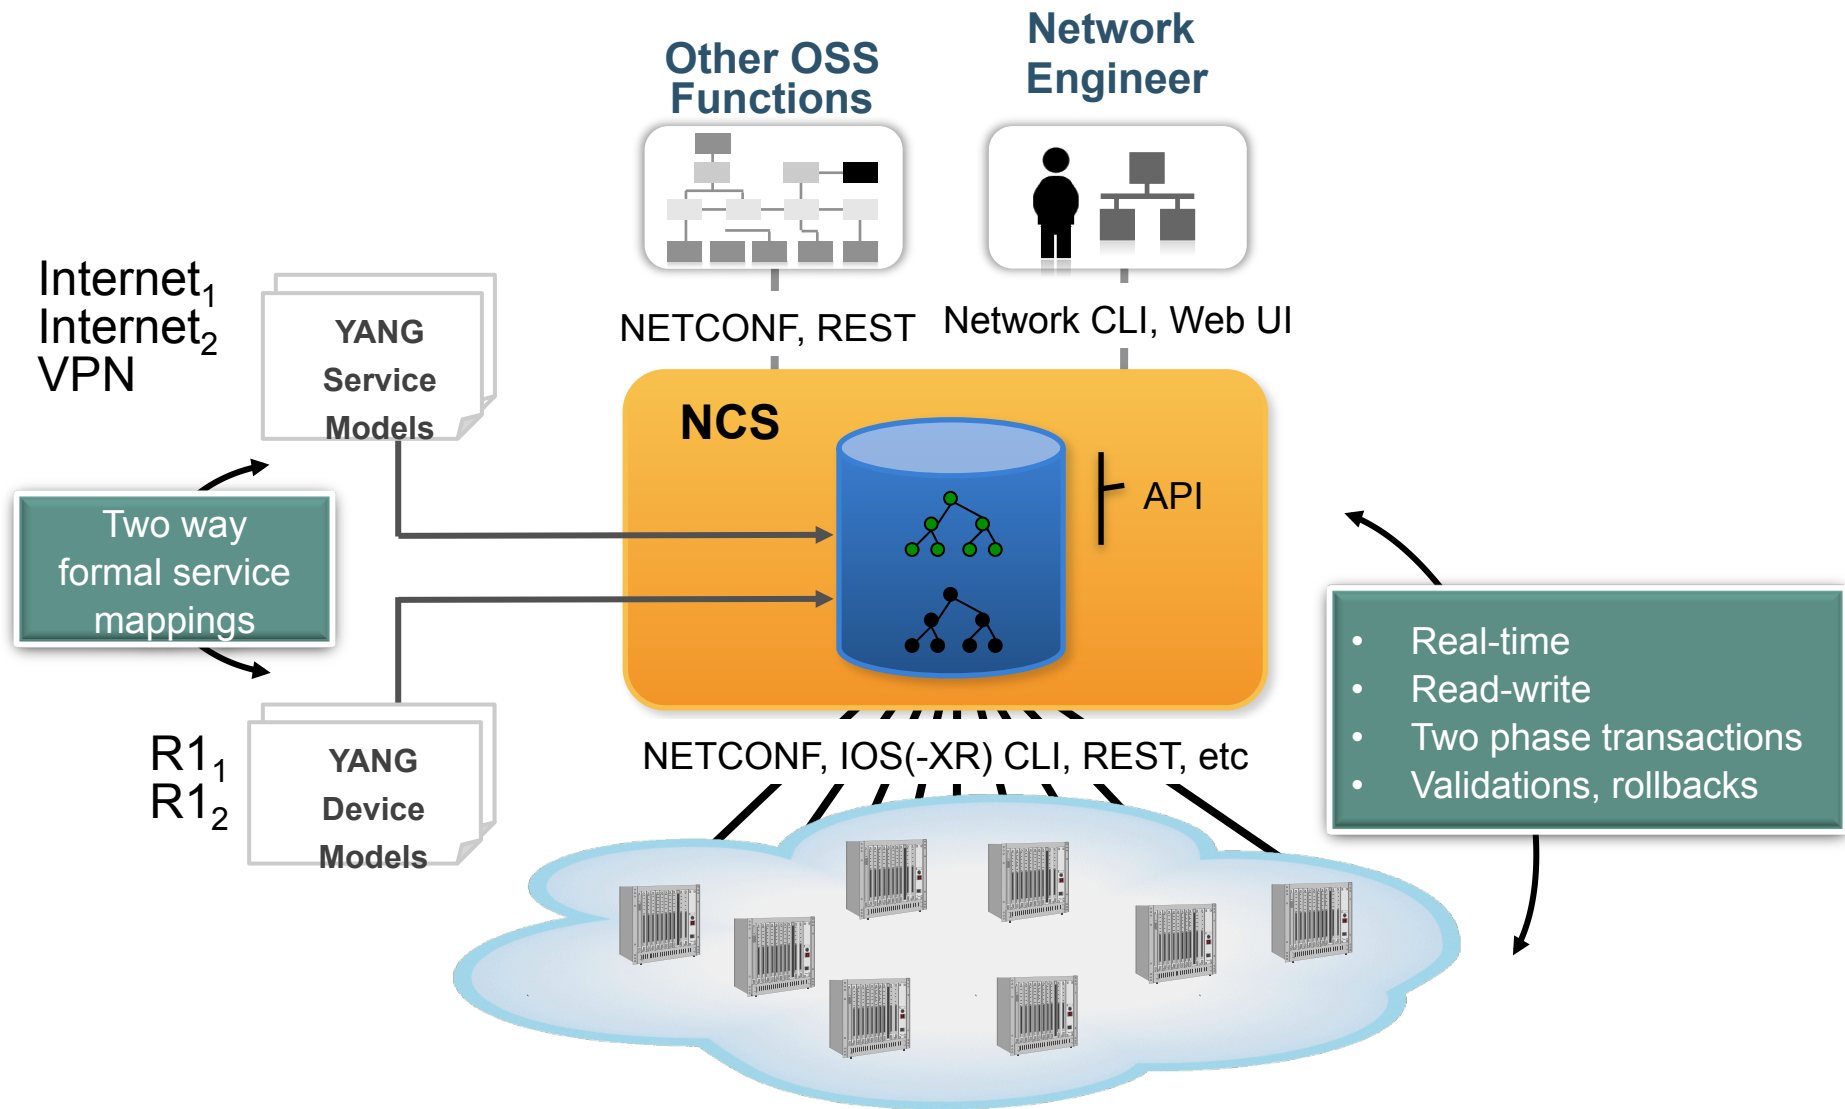 Other OSS
Functions
Network
Engineer
Internet₁
Internet₂
VPN
YANG
Service
Models
NETCONF, REST
Network CLI, Web UI
NCS
API
Two way
formal service
mappings
R1₁
R1₂
YANG
Device
Models
NETCONF, IOS(-XR) CLI, REST, etc
• Real-time
• Read-write
• Two phase transactions
• Validations, rollbacks